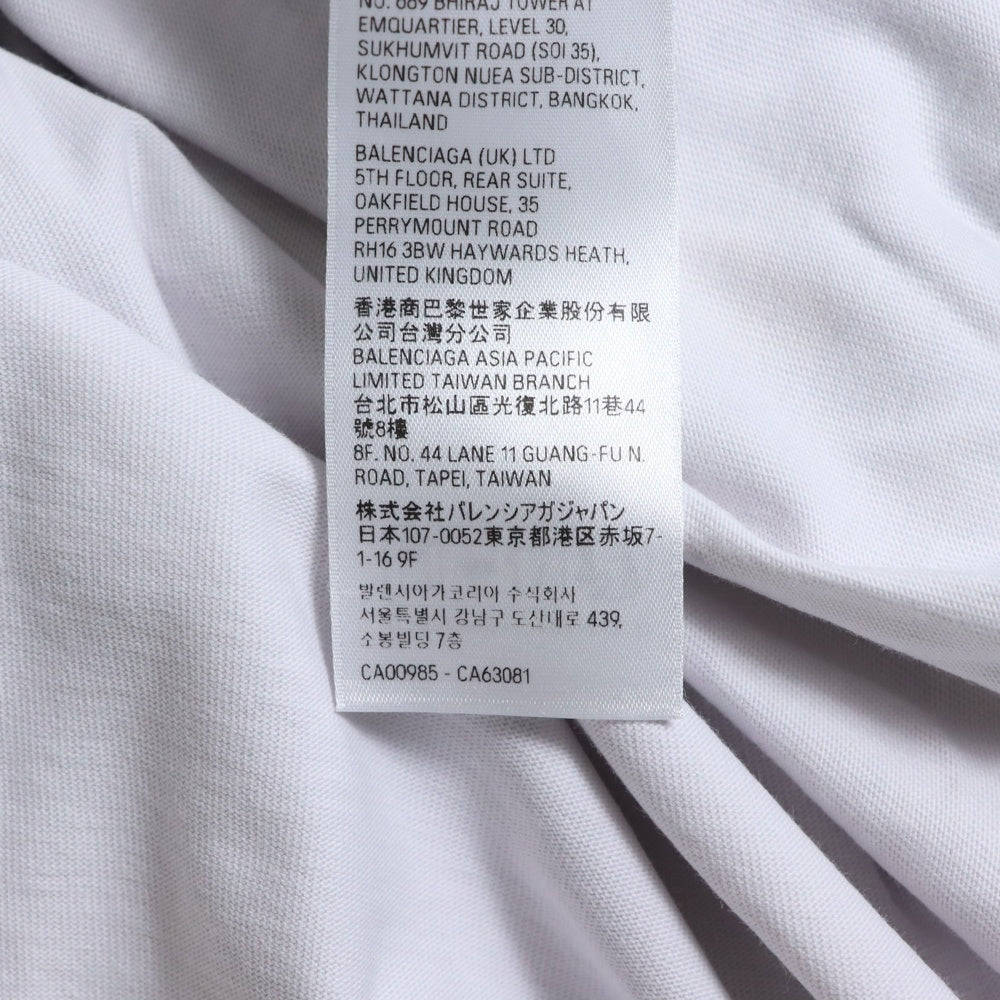 NO. 689 BHIRAJ TOWER AT
EMQUARTIER, LEVEL 30,
SUKHUMVIT ROAD (SOI 35),
KLONGTON NUEA SUB-DISTRICT,
WATTANA DISTRICT, BANGKOK,
THAILAND
BALENCIAGA (UK) LTD
5TH FLOOR, REAR SUITE,
OAKFIELD HOUSE, 35
PERRYMOUNT ROAD
RH16 3BW HAYWARDS HEATH,
UNITED KINGDOM
香港商巴黎世家企業股份有限
公司台灣分公司
BALENCIAGA ASIA PACIFIC
LIMITED TAIWAN BRANCH
台北市松山區光復北路11巷44
號8樓
8F. NO. 44 LANE 11 GUANG-FU N.
ROAD, TAPEI, TAIWAN
株式会社バレンシアガジャパン
日本107-0052東京都港区赤坂7-
1-16 9F
발렌시아가코리아 주식회사
서울특별시 강남구 도산대로 439,
소봉빌딩 7층
CA00985 - CA63081